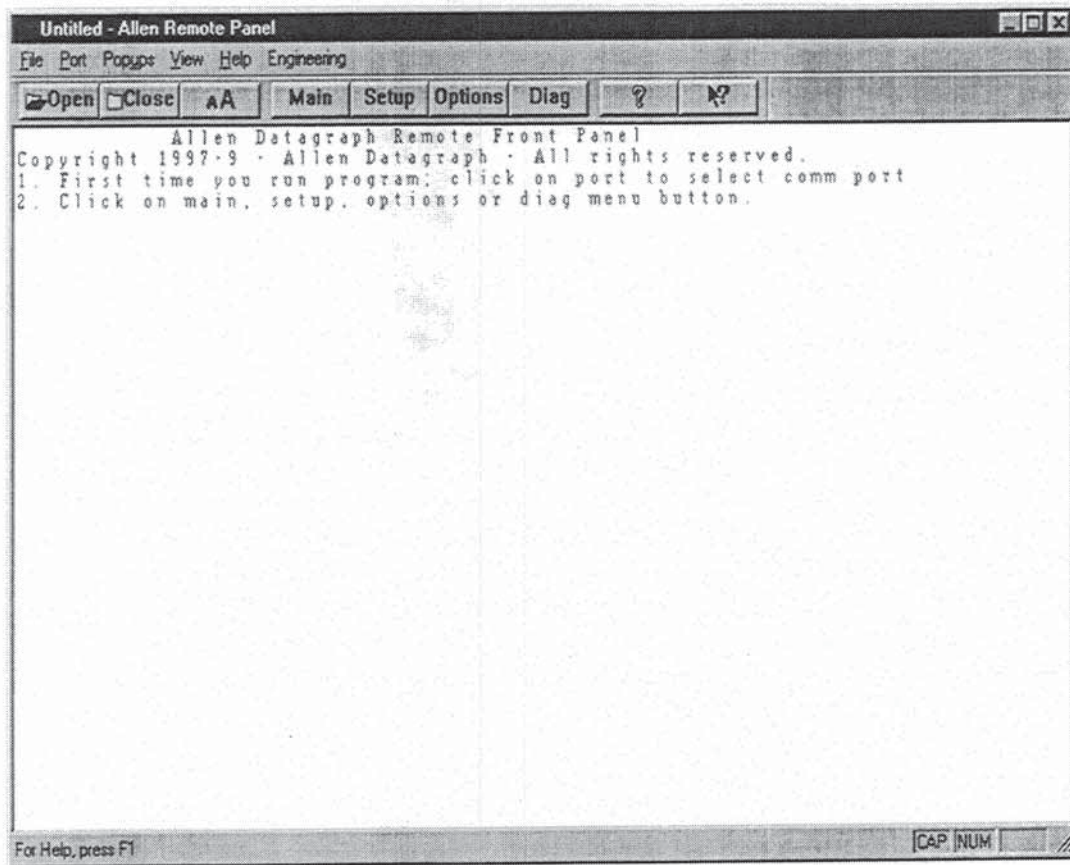 Untitled - Allen Remote Panel
File Port Popups View Help Engineering
Open Close AA Main Setup Options Diag ? ?
Allen Datagraph Remote Front Panel
Copyright 1997-9 - Allen Datagraph - All rights reserved.
1. First time you run program; click on port to select comm port
2. Click on main, setup, options or diag menu button.
For Help, press F1 CAP NUM